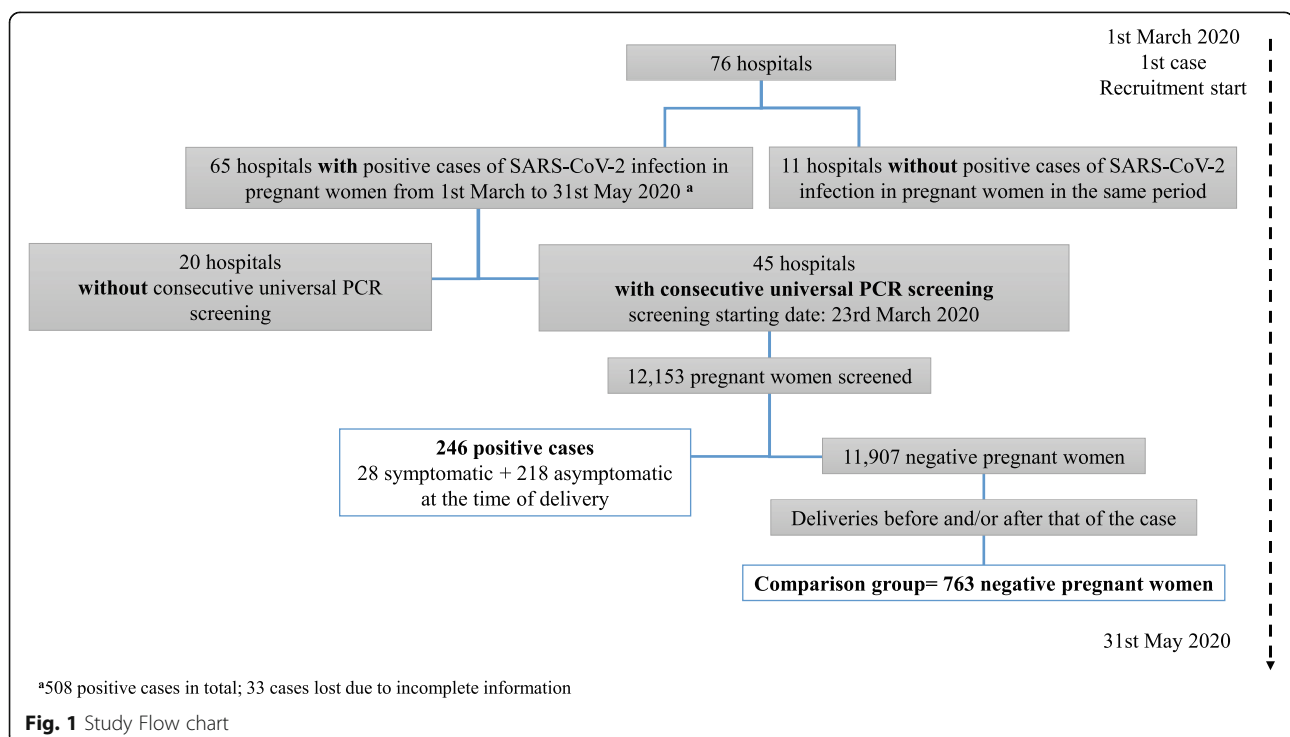 1st March 2020
1st case
Recruitment start
76 hospitals
65 hospitals with positive cases of SARS-CoV-2 infection in
pregnant women from 1st March to 31st May 2020 a
11 hospitals without positive cases of SARS-CoV-2
infection in pregnant women in the same period
20 hospitals
without consecutive universal PCR
screening
45 hospitals
with consecutive universal PCR screening
screening starting date: 23rd March 2020
12,153 pregnant women screened
246 positive cases
28 symptomatic + 218 asymptomatic
at the time of delivery
11,907 negative pregnant women
Deliveries before and/or after that of the case
Comparison group= 763 negative pregnant women
31st May 2020
a508 positive cases in total; 33 cases lost due to incomplete information
Fig. 1 Study Flow chart